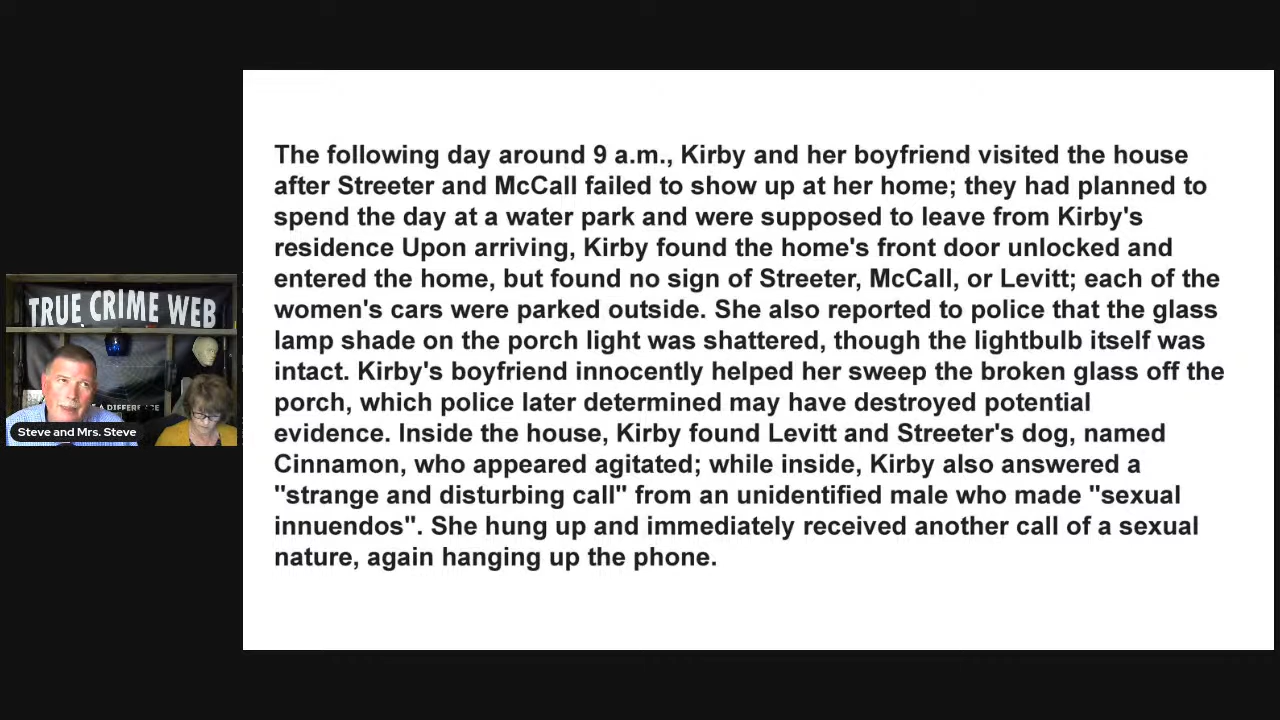 The following day around 9 a.m., Kirby and her boyfriend visited the house
after Streeter and McCall failed to show up at her home; they had planned to
spend the day at a water park and were supposed to leave from Kirby's
residence Upon arriving, Kirby found the home's front door unlocked and
entered the home, but found no sign of Streeter, McCall, or Levitt; each of the
women's cars were parked outside. She also reported to police that the glass
lamp shade on the porch light was shattered, though the lightbulb itself was
intact. Kirby's boyfriend innocently helped her sweep the broken glass off the
porch, which police later determined may have destroyed potential
evidence. Inside the house, Kirby found Levitt and Streeter's dog, named
Cinnamon, who appeared agitated; while inside, Kirby also answered a
"strange and disturbing call" from an unidentified male who made "sexual
innuendos". She hung up and immediately received another call of a sexual
nature, again hanging up the phone.
TRUE CRIME WEB
E A DIFFERENCE
Steve and Mrs. Steve